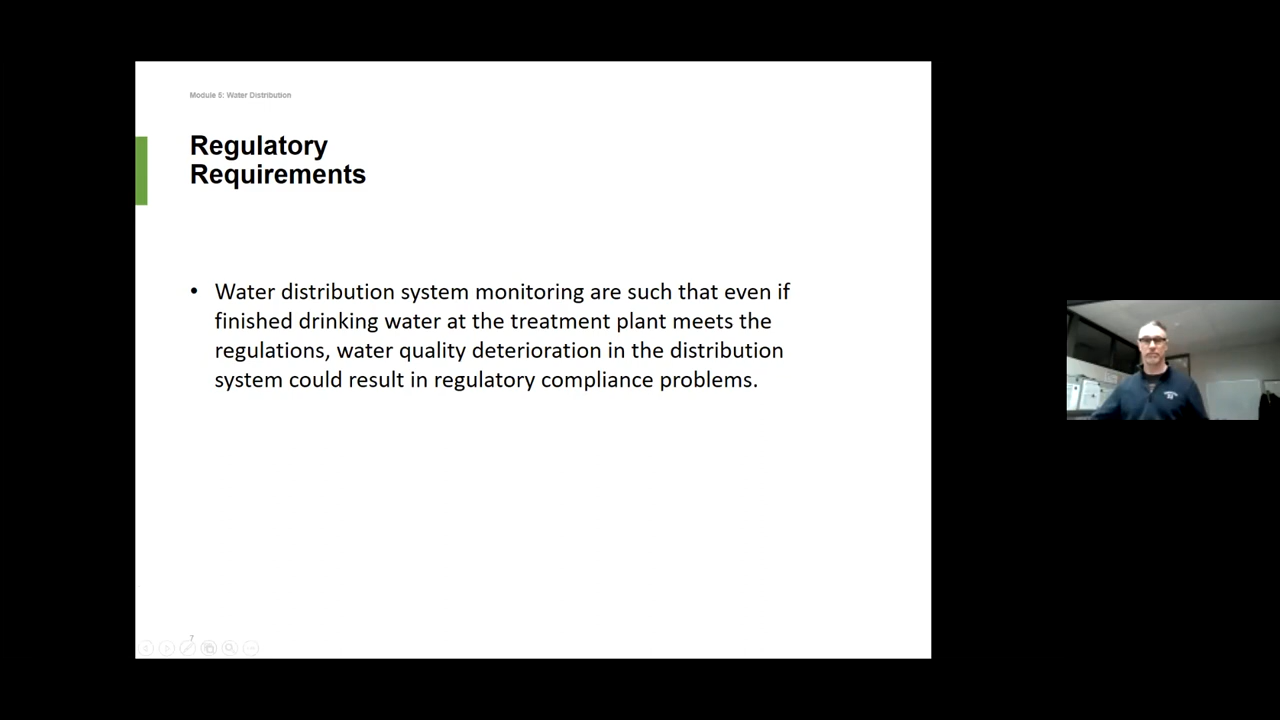 Module 5: Water Distribution
Regulatory
Requirements
• Water distribution system monitoring are such that even if
finished drinking water at the treatment plant meets the
regulations, water quality deterioration in the distribution
system could result in regulatory compliance problems.
7